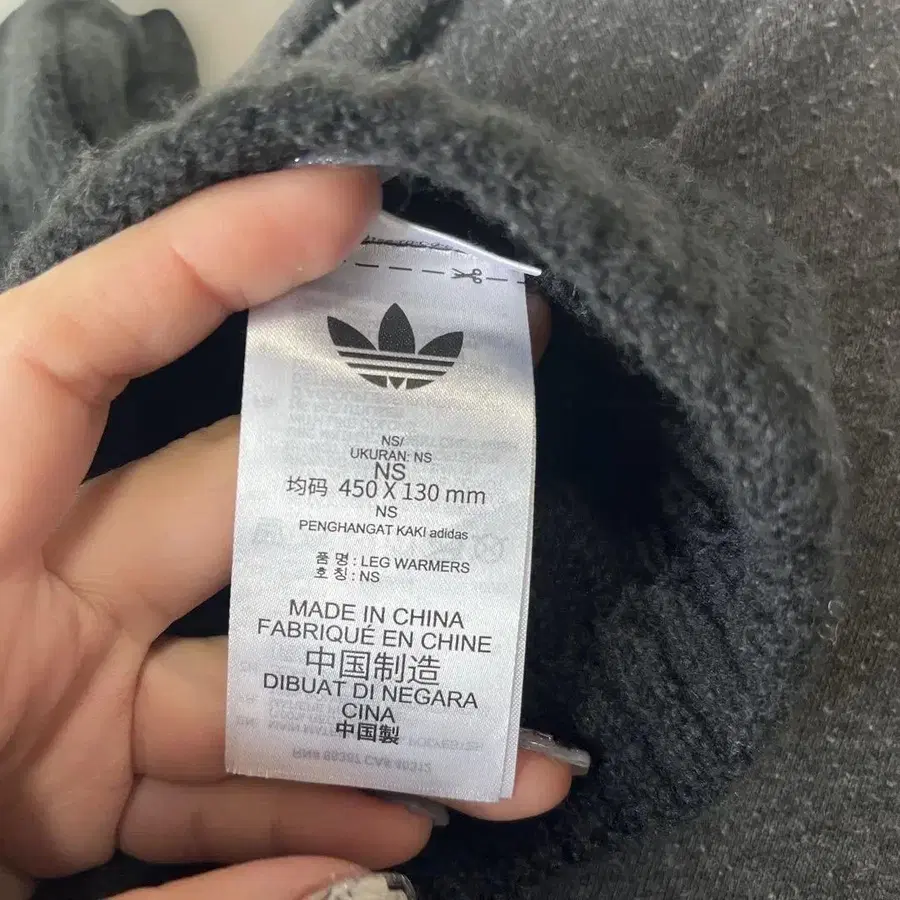 NS/
UKURAN: NS
NS
均码 450 X 130 mm
NS
PENGHANGAT KAKI adidas
품 명 : LEG WARMERS
호 칭 : NS
MADE IN CHINA
FABRIQUÉ EN CHINE
中国制造
DIBUAT DI NEGARA
CINA
中国製